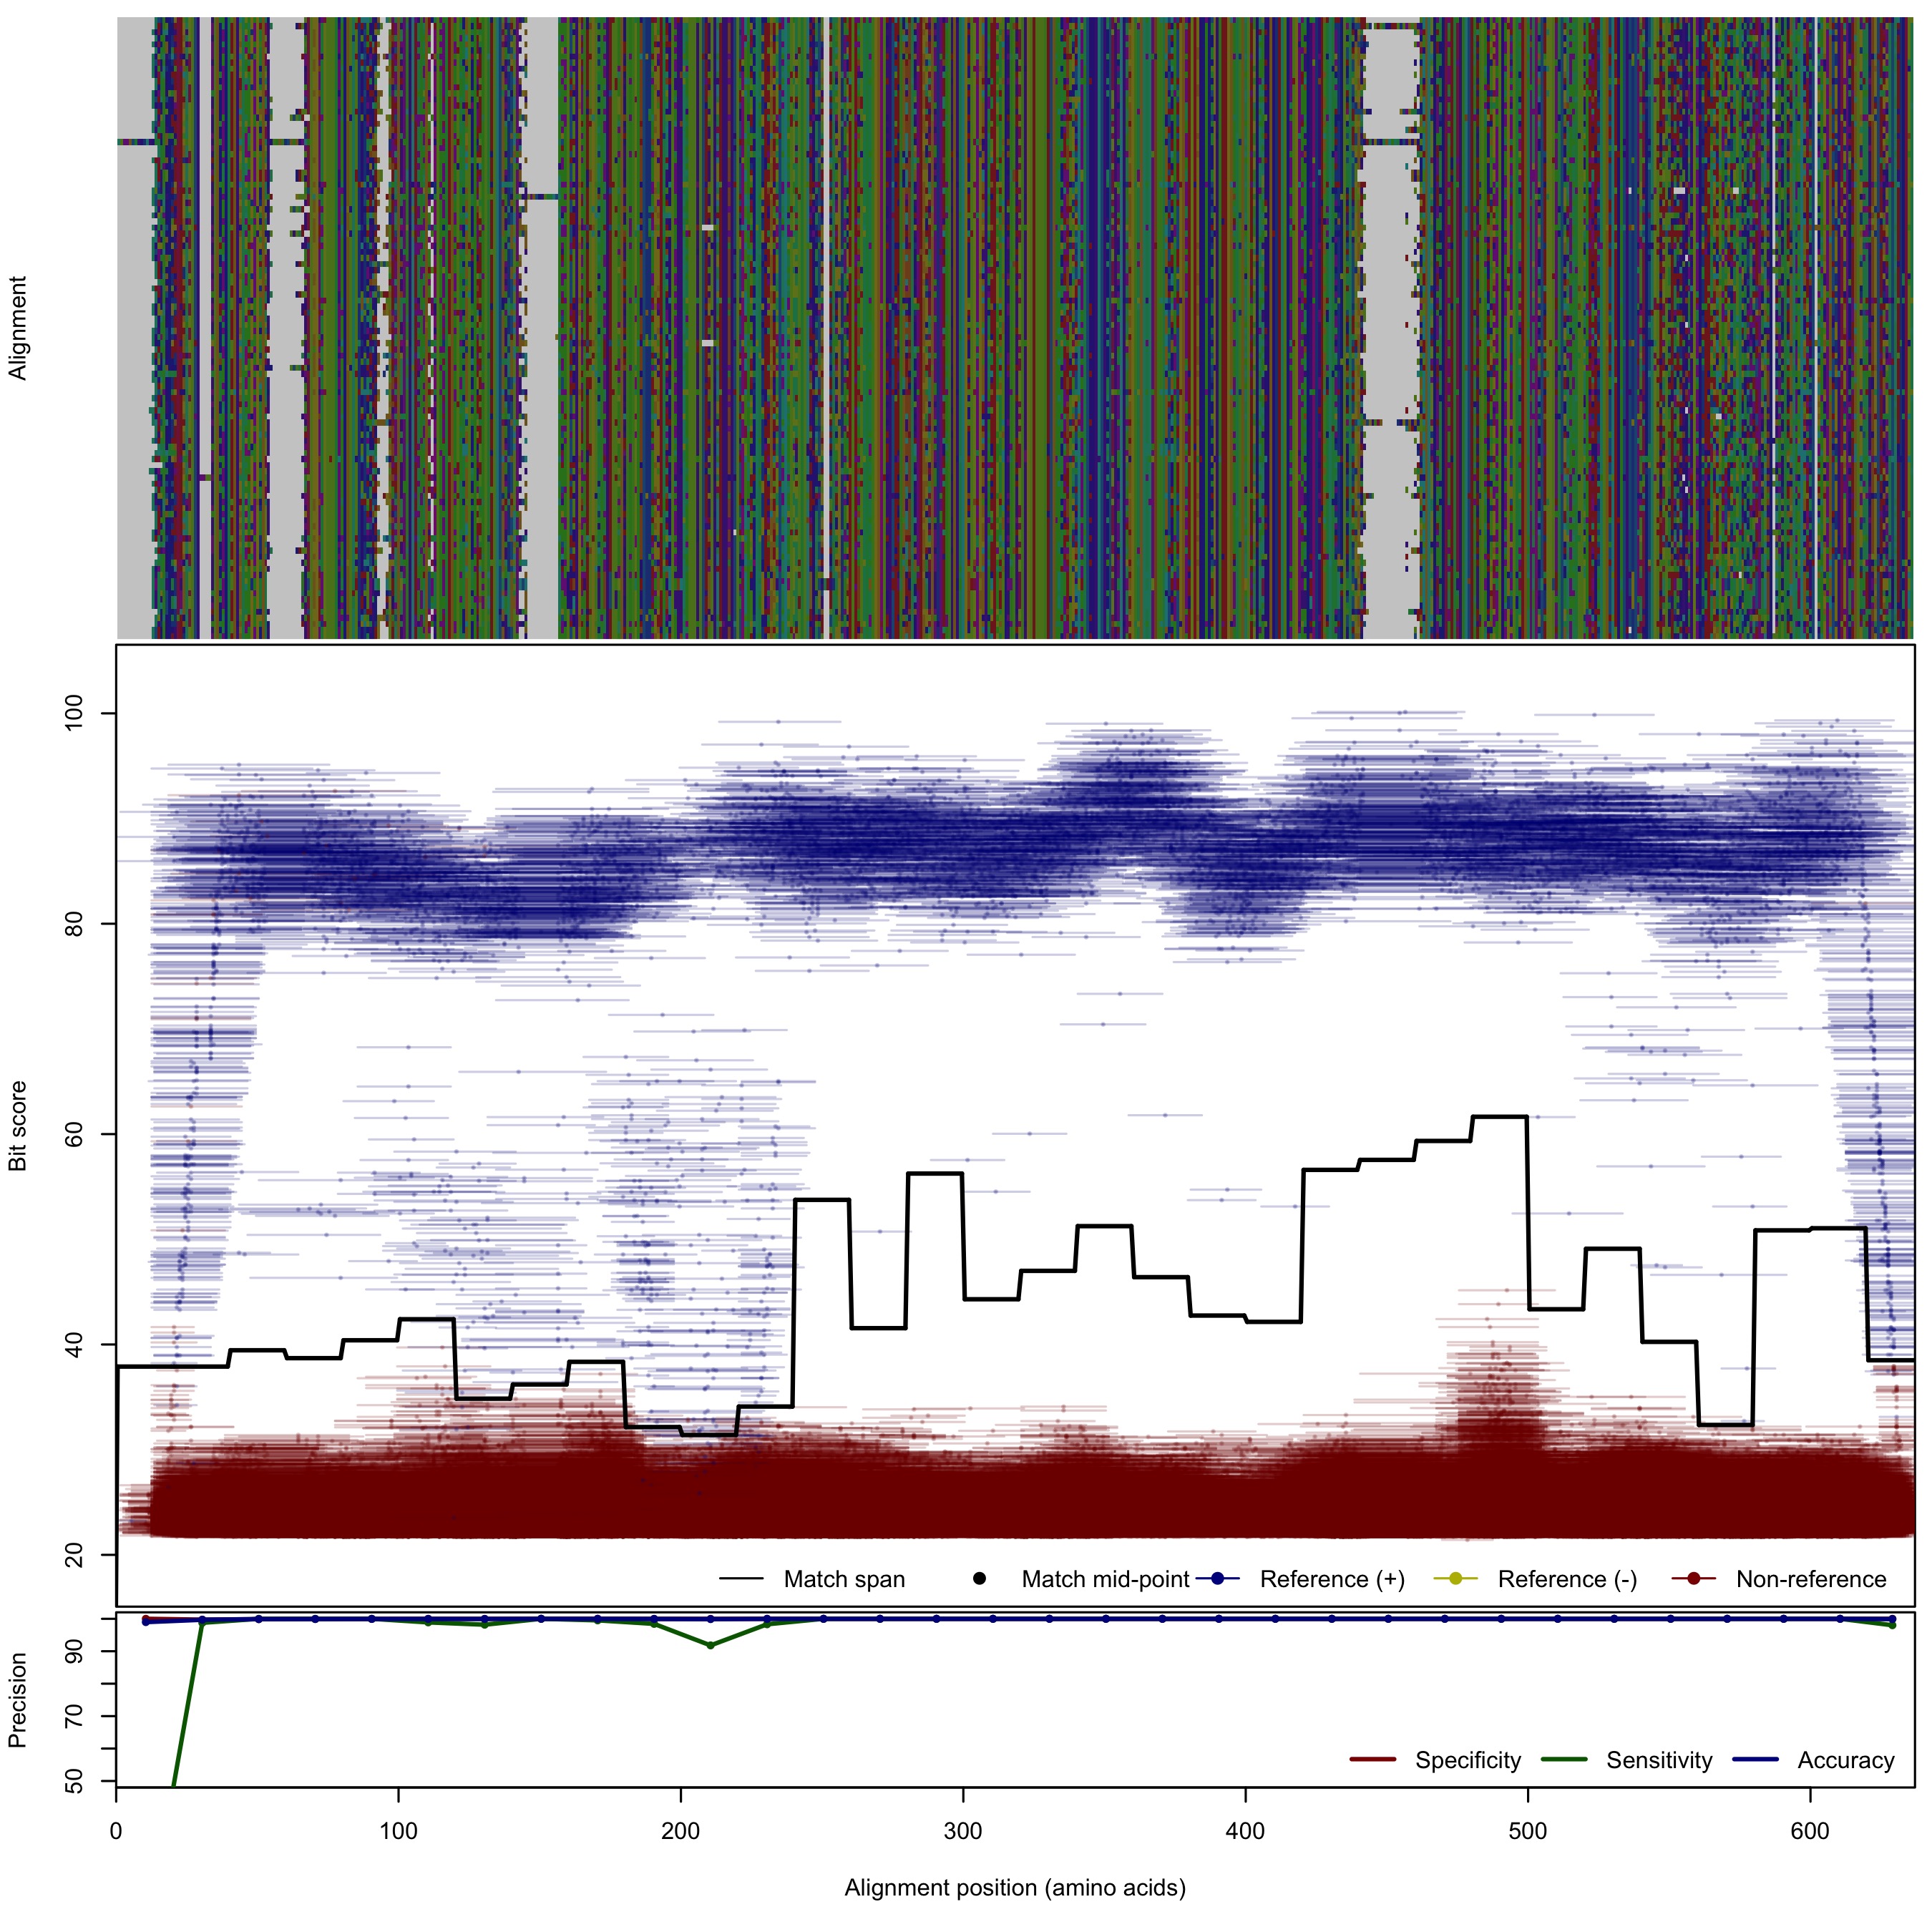 Alignment
100
80
60
40
20
Bit score
Match span Match mid-point Reference (+) Reference (-) Non-reference
90
70
50
Precision
Specificity Sensitivity Accuracy
0 100 200 300 400 500 600
Alignment position (amino acids)